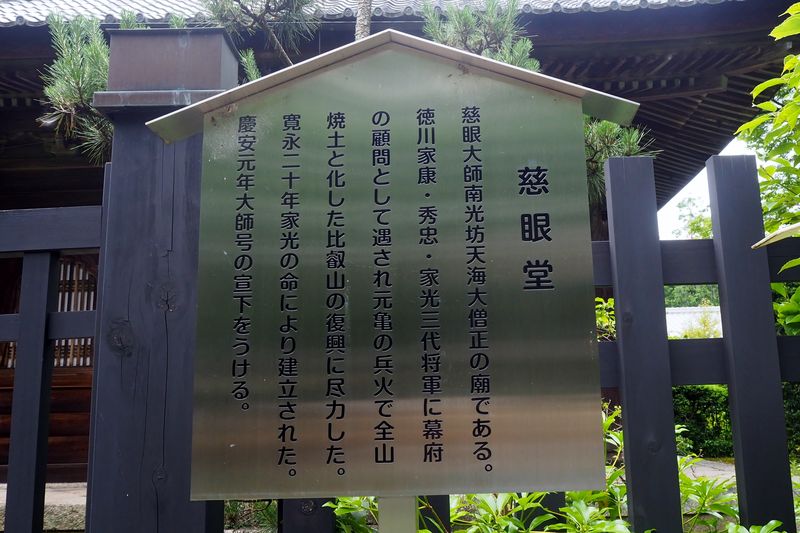 慈眼堂
慈眼大師南光坊天海大僧正の廟である。
徳川家康・秀忠・家光三代将軍に幕府
の顧問として遇され元亀の兵火で全山
焼土と化した比叡山の復興に尽力した。
寛永二十年家光の命により建立された。
慶安元年大師号の宣下をうける。